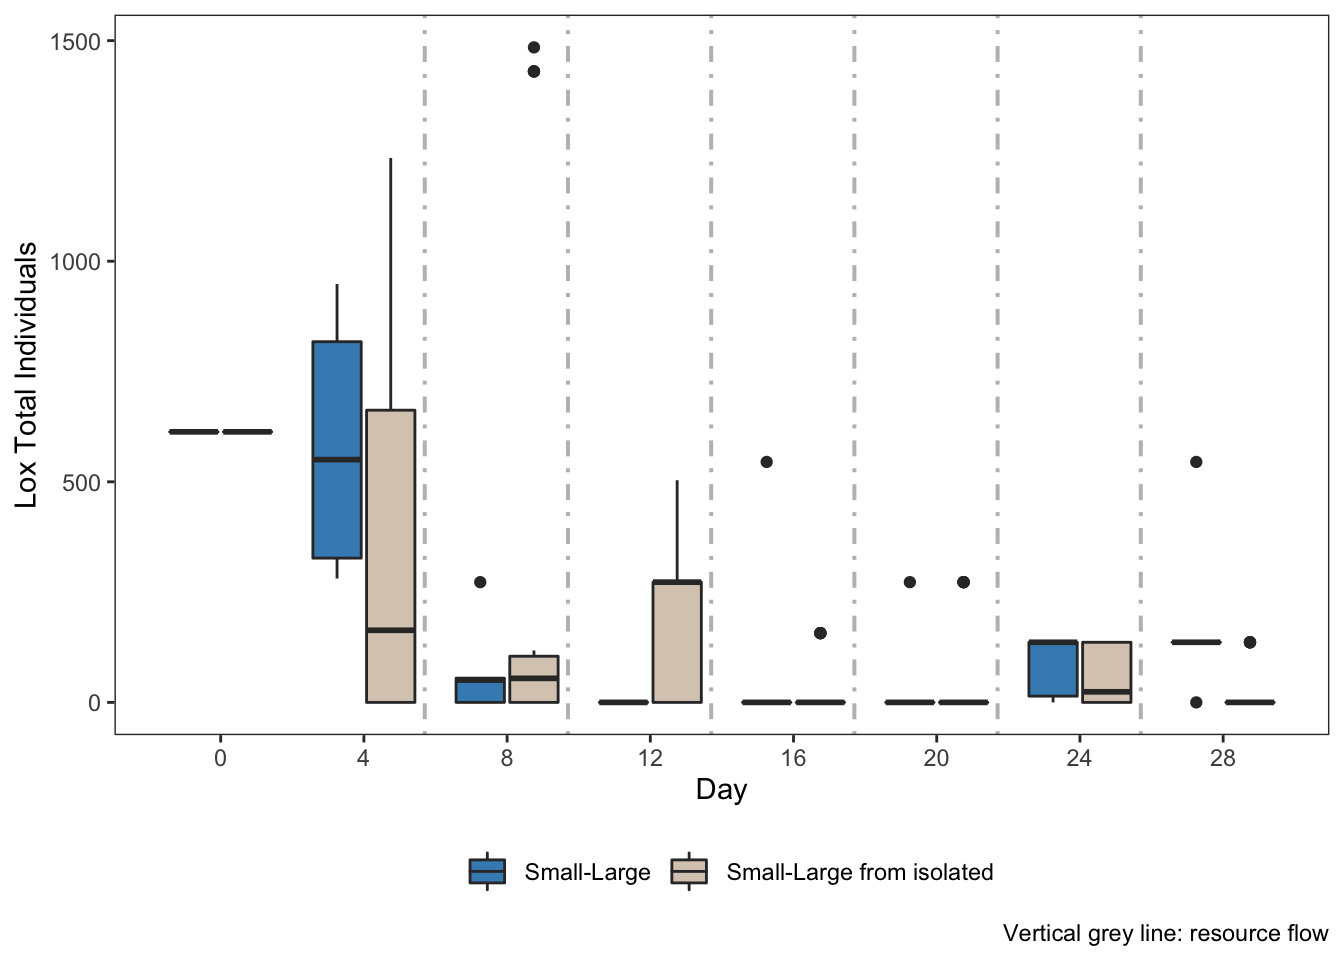 Lox Total Individuals
1500
1000
500
0
0 4 8 12 16 20 24 28
Day
Small-Large Small-Large from isolated
Vertical grey line: resource flow